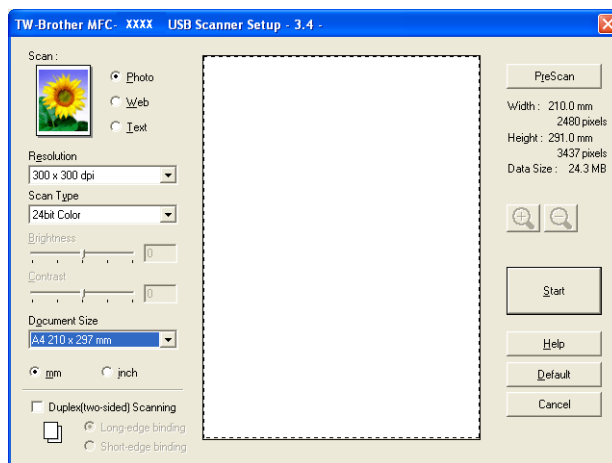 TW-Brother MFC- XXXX USB Scanner Setup - 3.4 -
Scan :
Photo
Web
Text
Resolution
300 x 300 dpi
Scan Type
24bit Color
Brightness
0
Contrast
0
Document Size
A4 210 x 297 mm
mm
inch
Duplex(two-sided) Scanning
Long-edge binding
Short-edge binding
PreScan
Width : 210.0 mm
2480 pixels
Height : 291.0 mm
3437 pixels
Data Size : 24.3 MB
Start
Help
Default
Cancel